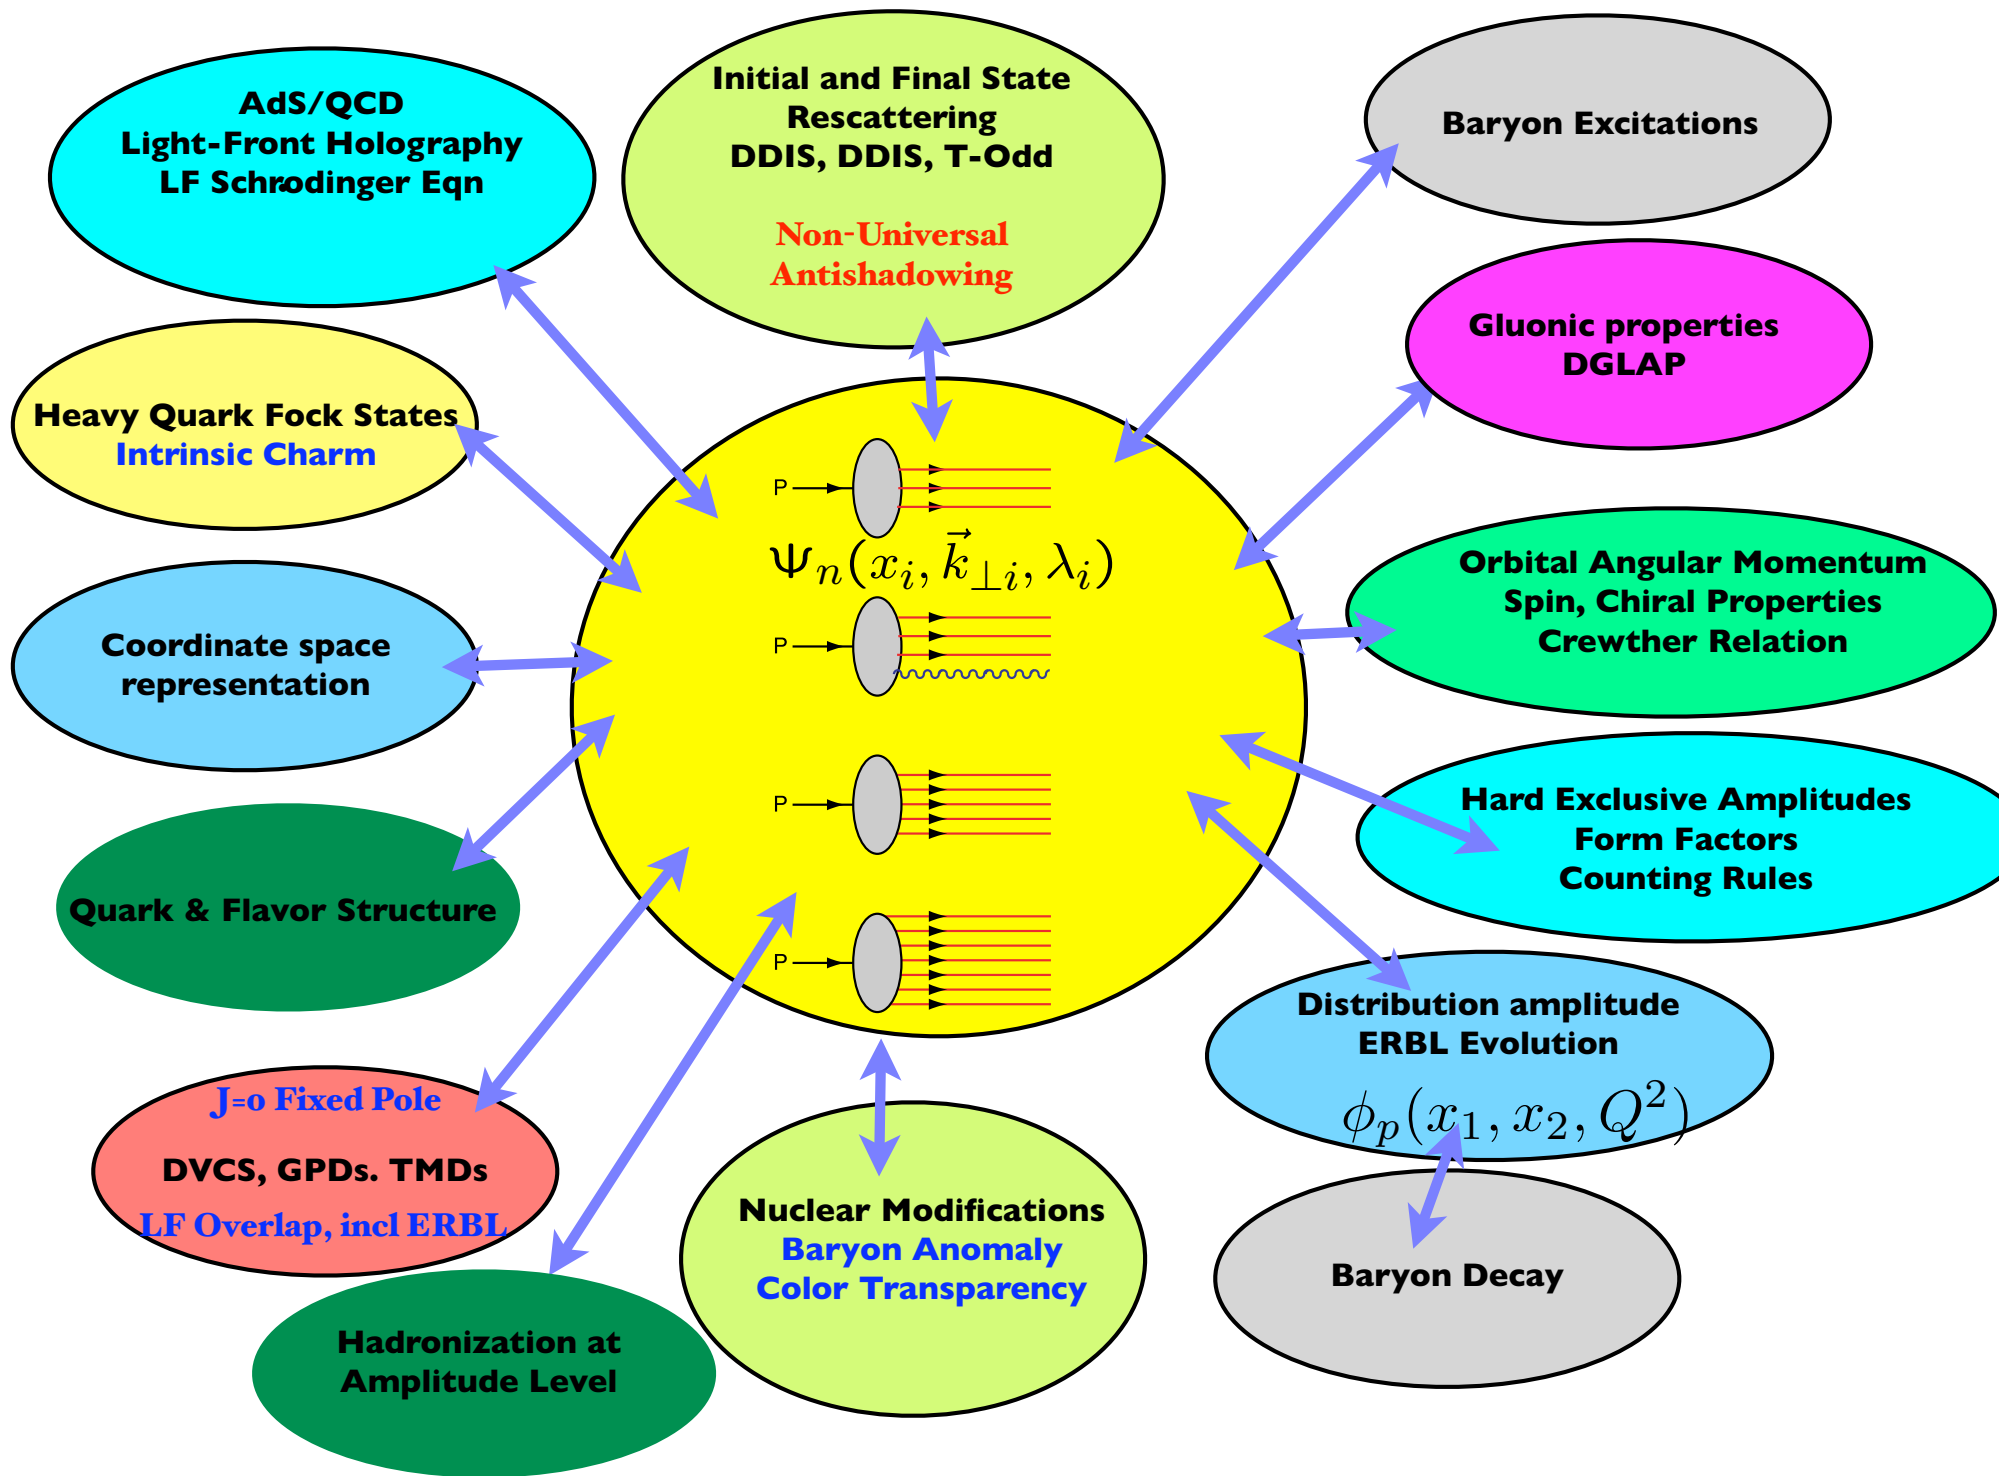 AdS/QCD
Light-Front Holography
LF Schrodinger Eqn
Initial and Final State
Rescattering
DDIS, DDIS, T-Odd
Non-Universal
Antishadowing
Baryon Excitations
Gluonic properties
DGLAP
Heavy Quark Fock States
Intrinsic Charm
P
Ψn(xi, k⃗⊥i, λi)
P
P
P
Orbital Angular Momentum
Spin, Chiral Properties
Crewther Relation
Coordinate space
representation
Hard Exclusive Amplitudes
Form Factors
Counting Rules
Quark & Flavor Structure
Distribution amplitude
ERBL Evolution
ϕp(x1, x2, Q²)
J=0 Fixed Pole
DVCS, GPDs. TMDs
LF Overlap, incl ERBL
Nuclear Modifications
Baryon Anomaly
Color Transparency
Baryon Decay
Hadronization at
Amplitude Level